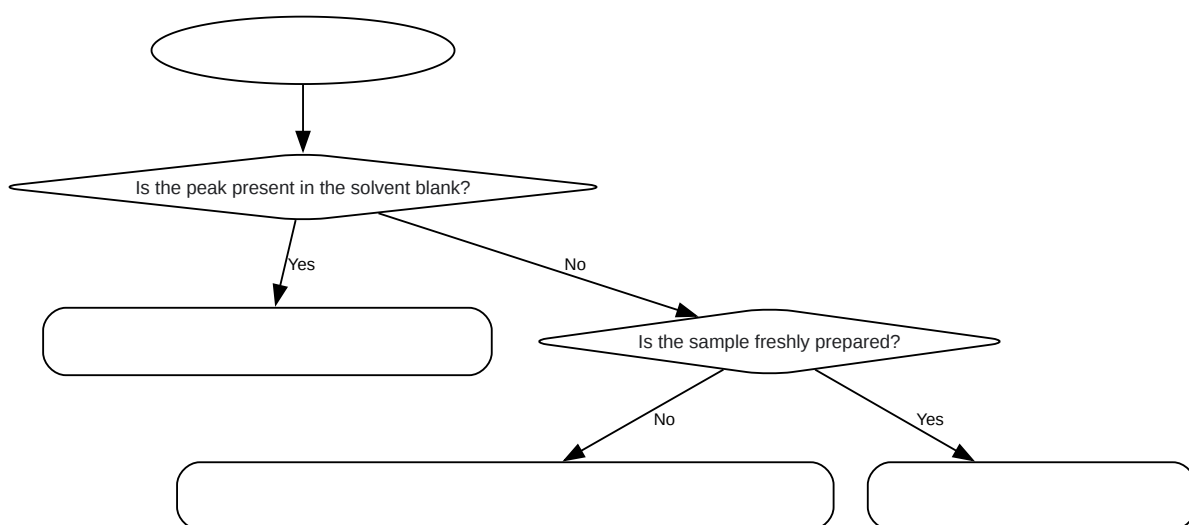 Is the peak present in the solvent blank?
Yes
No
Is the sample freshly prepared?
No
Yes